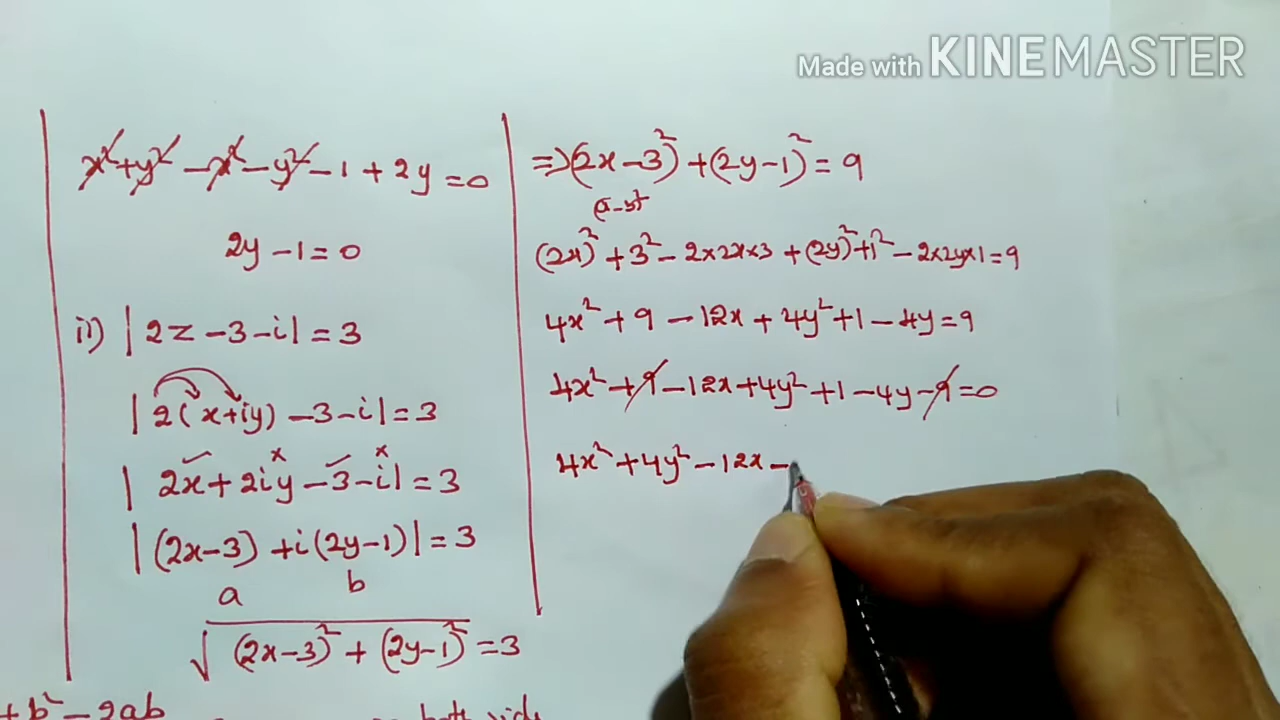 Made with KINEMASTER
x² + y² - x² - y² - 1 + 2y = 0
2y - 1 = 0
ii) | 2z - 3 - i | = 3
| 2(x + iy) - 3 - i | = 3
| 2x + 2iy - 3 - i | = 3
| (2x - 3) + i(2y - 1) | = 3
a b
√(2x - 3)² + (2y - 1)² = 3
+ b² - 2ab
⇒ (2x - 3)² + (2y - 1)² = 9
(a - b)²
(2x)² + 3² - 2×2x×3 + (2y)² + 1² - 2×2y×1 = 9
4x² + 9 - 12x + 4y² + 1 - 4y = 9
4x² + 9 - 12x + 4y² + 1 - 4y - 9 = 0
4x² + 4y² - 12x -
both side